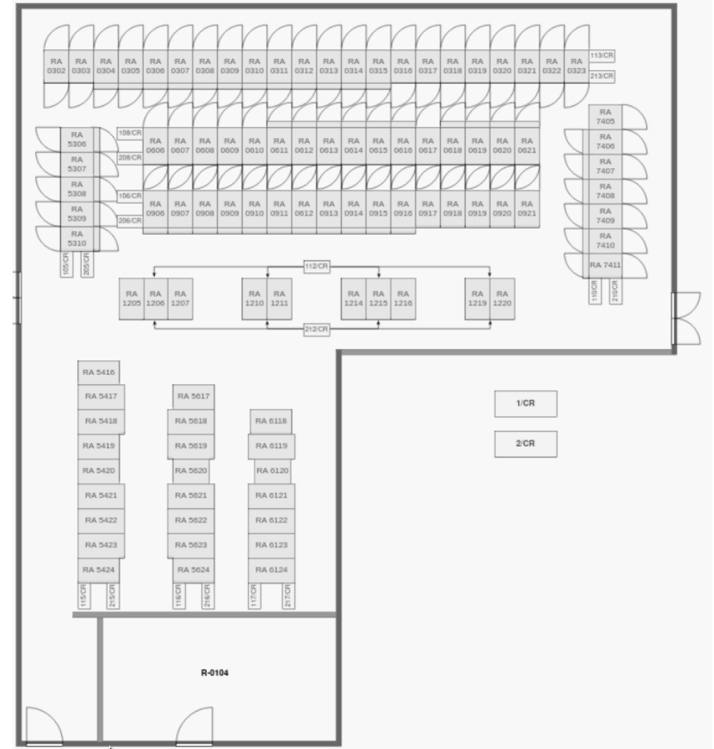 RA 0302 RA 0303 RA 0304 RA 0305 RA 0306 RA 0307 RA 0308 RA 0309 RA 0310 RA 0311 RA 0312 RA 0313 RA 0314 RA 0315 RA 0316 RA 0317 RA 0318 RA 0319 RA 0320 RA 0321 RA 0322 RA 0323
113/CR
213/CR
RA 7405
RA 7406
RA 7407
RA 7408
RA 7409
RA 7410
RA 7411
110/CR
210/CR
RA 5306
RA 5307
RA 5308
RA 5309
RA 5310
105/CR
205/CR
108/CR
208/CR
RA 0606 RA 0607 RA 0608 RA 0609 RA 0610 RA 0611 RA 0612 RA 0613 RA 0614 RA 0615 RA 0616 RA 0617 RA 0618 RA 0619 RA 0620 RA 0621
106/CR
206/CR
RA 0906 RA 0907 RA 0908 RA 0909 RA 0910 RA 0911 RA 0912 RA 0913 RA 0914 RA 0915 RA 0916 RA 0917 RA 0918 RA 0919 RA 0920 RA 0921
112/CR
RA 1205 RA 1206 RA 1207 RA 1210 RA 1211 RA 1214 RA 1215 RA 1216 RA 1219 RA 1220
212/CR
RA 5416
RA 5417
RA 5418
RA 5419
RA 5420
RA 5421
RA 5422
RA 5423
RA 5424
115/CR
215/CR
RA 5617
RA 5618
RA 5619
RA 5620
RA 5621
RA 5622
RA 5623
RA 5624
116/CR
216/CR
RA 6118
RA 6119
RA 6120
RA 6121
RA 6122
RA 6123
RA 6124
117/CR
217/CR
1/CR
2/CR
R-0104